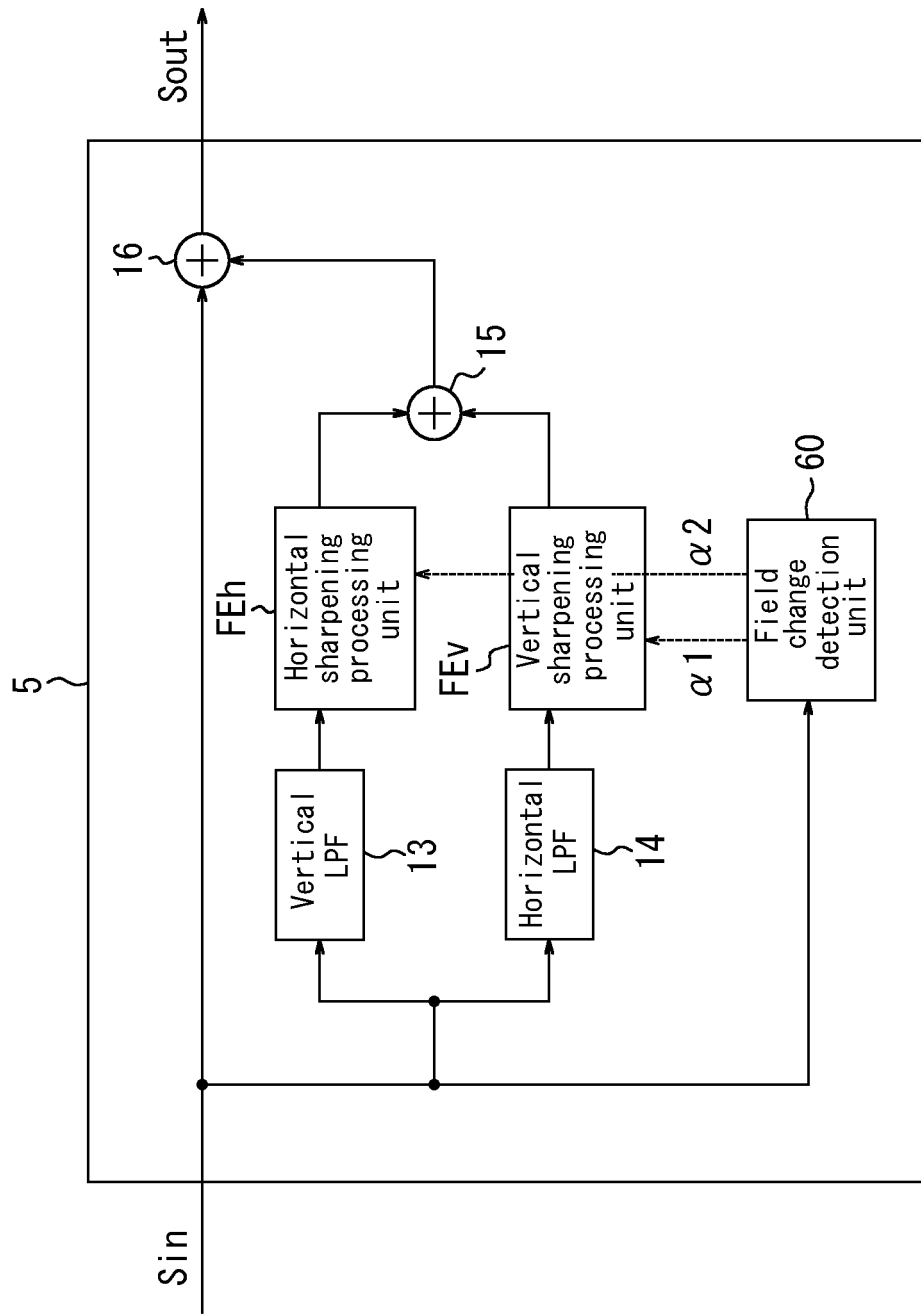 5
Sin
Sout
16
FEh
Vertical
LPF
13
Horizontal
sharpening
processing
unit
15
FEv
Horizontal
LPF
14
Vertical
sharpening
processing
unit
α1
α2
60
Field
change
detection
unit